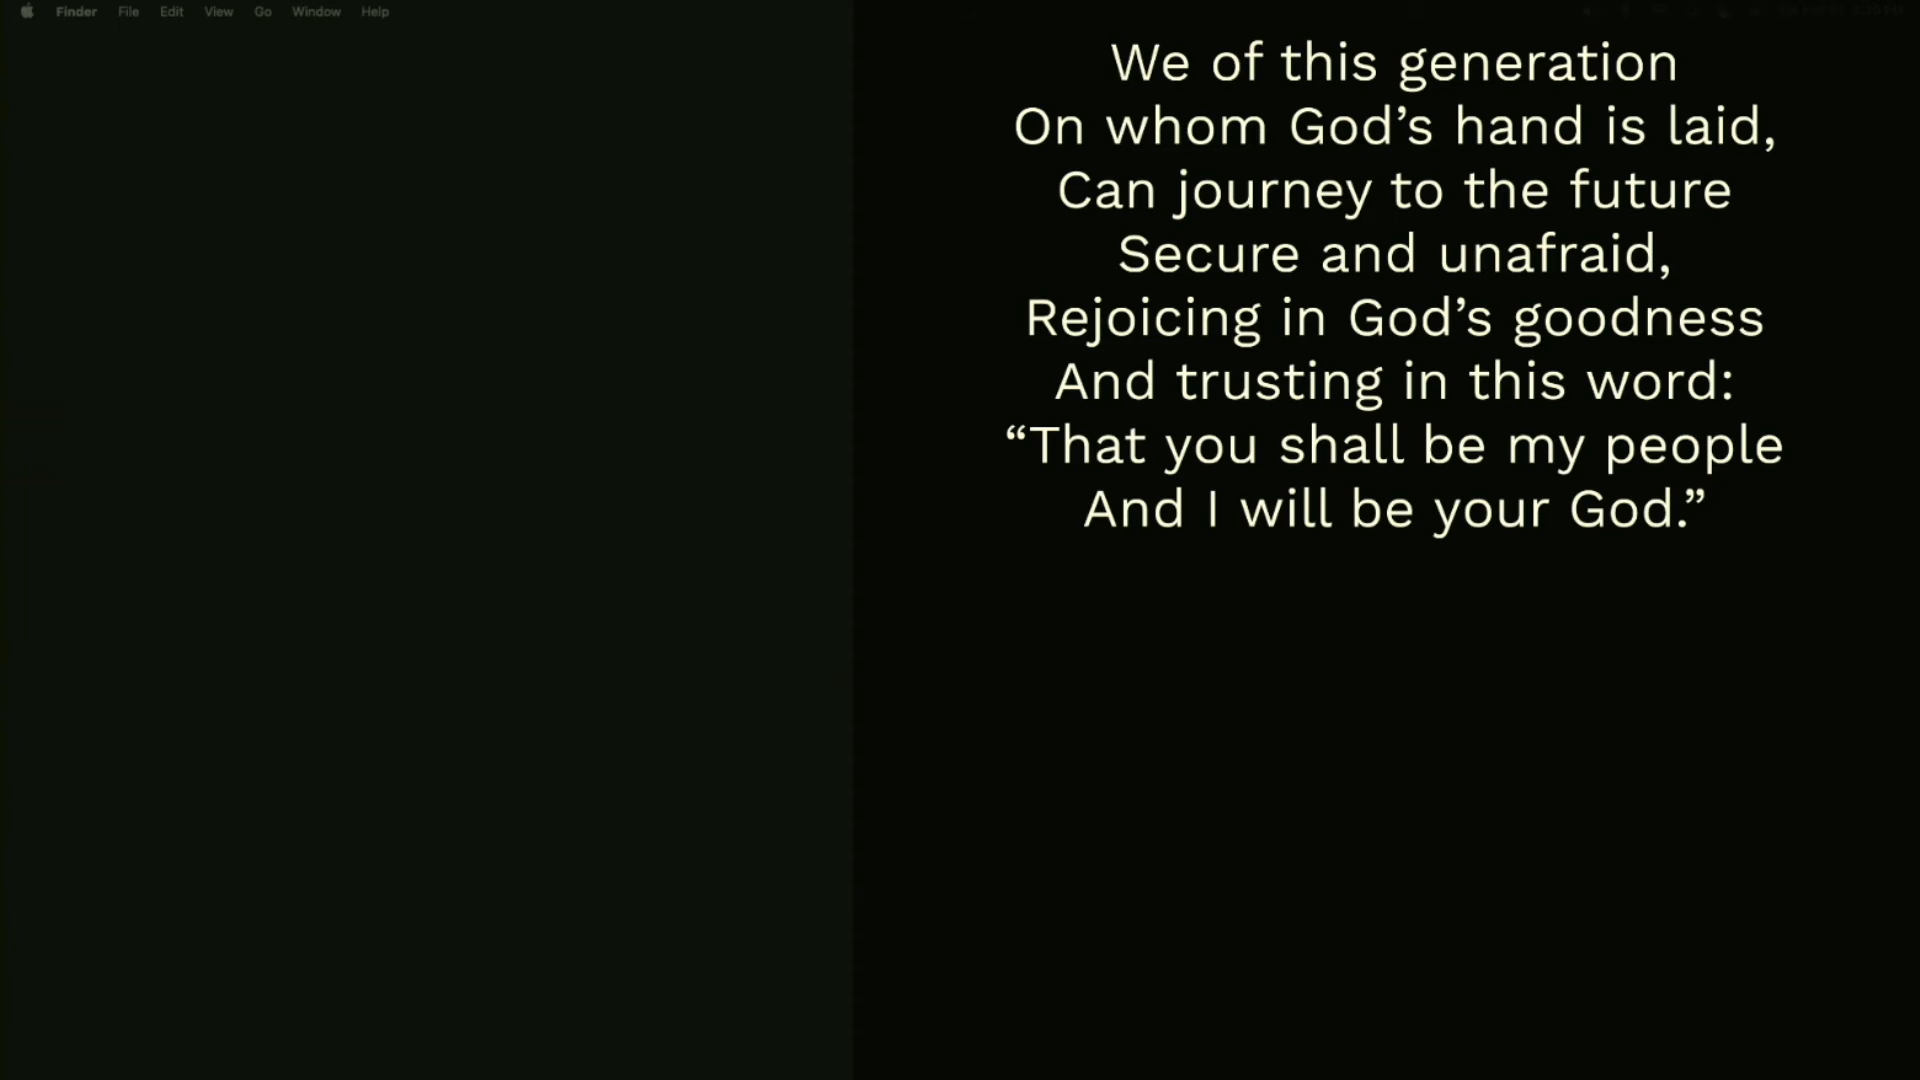 Finder File Edit View Go Window Help
We of this generation
On whom God’s hand is laid,
Can journey to the future
Secure and unafraid,
Rejoicing in God’s goodness
And trusting in this word:
“That you shall be my people
And I will be your God.”